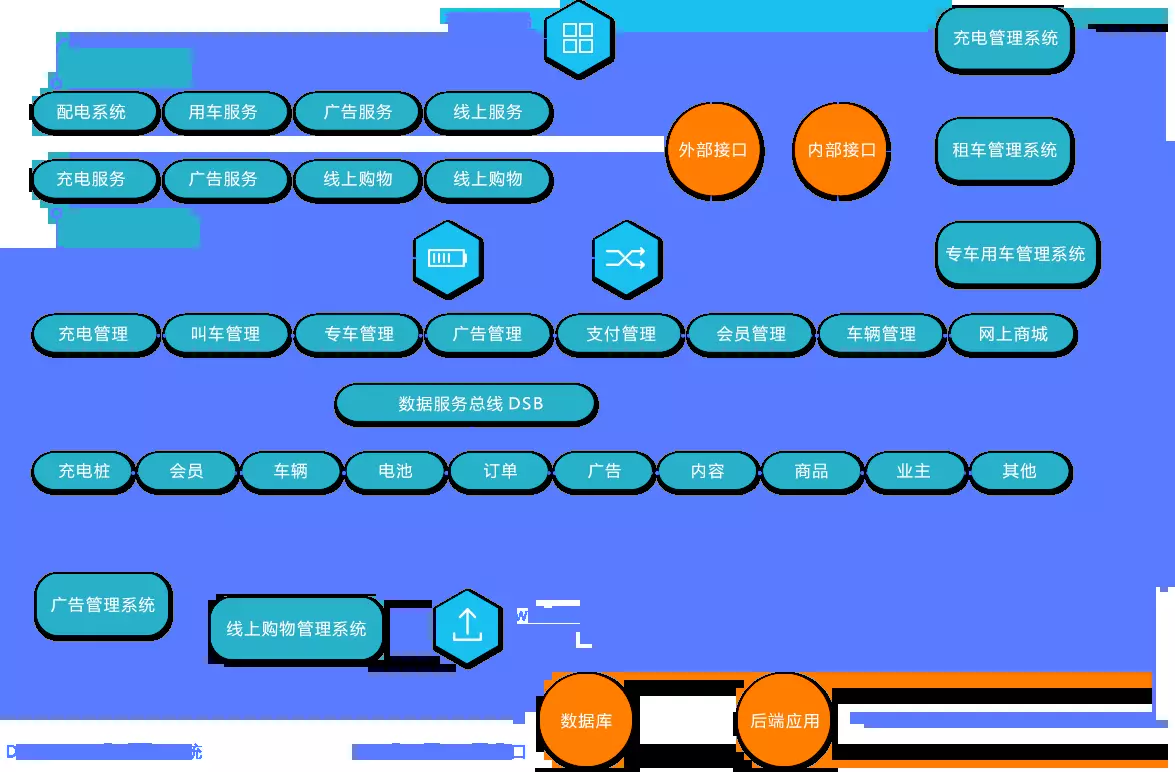 充电管理系统
配电系统 用车服务 广告服务 线上服务
外部接口 内部接口 租车管理系统
充电服务 广告服务 线上购物 线上购物
专车用车管理系统
充电管理 叫车管理 专车管理 广告管理 支付管理 会员管理 车辆管理 网上商城
数据服务总线 DSB
充电桩 会员 车辆 电池 订单 广告 内容 商品 业主 其他
广告管理系统
线上购物管理系统
数据库 后端应用